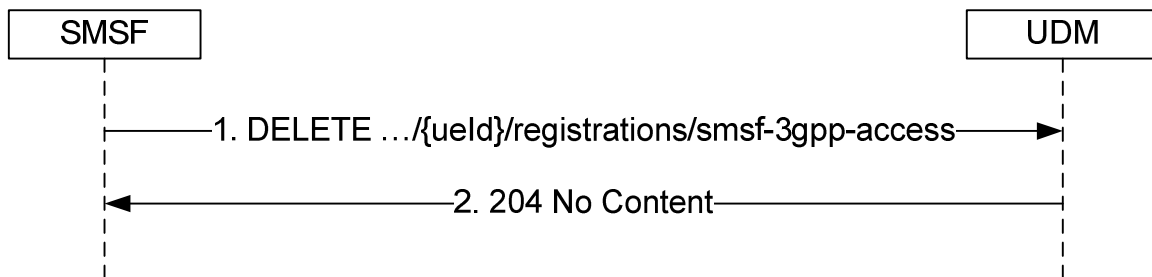 SMSF
UDM
1. DELETE …/{ueId}/registrations/smsf-3gpp-access
2. 204 No Content